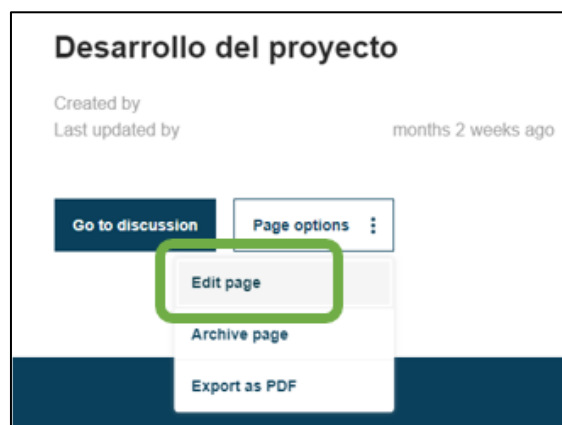 Desarrollo del proyecto
Created by
Last updated by months 2 weeks ago
Go to discussion Page options
Edit page
Archive page
Export as PDF